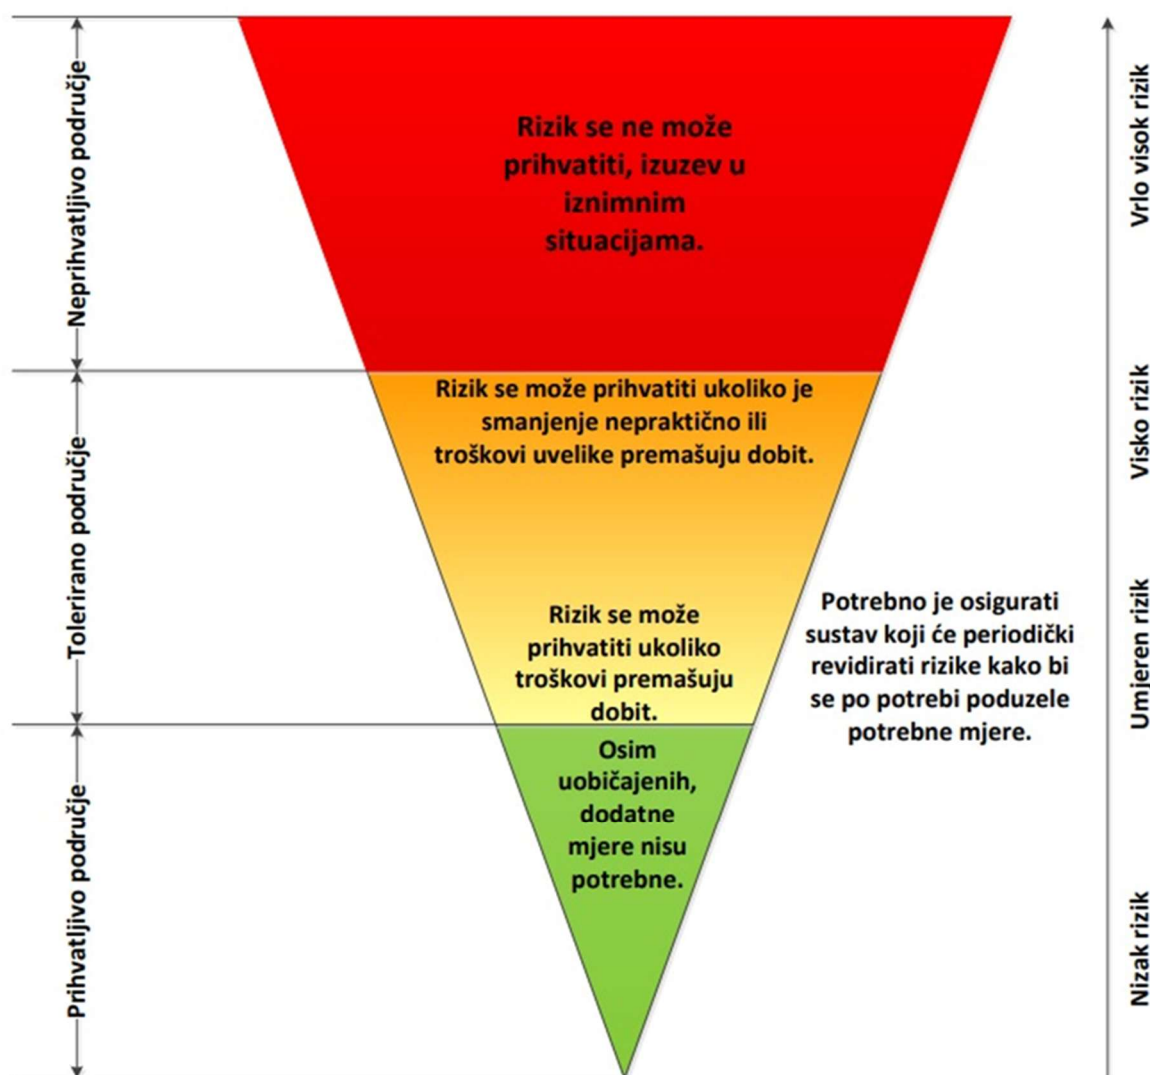 Neprihvatljivo područje
Rizik se ne može
prihvatiti, izuzev u
iznimnim
situacijama.
Vrlo visok rizik
Tolerirano područje
Rizik se može prihvatiti ukoliko je
smanjenje nepraktično ili
troškovi uvelike premašuju dobit.
Visko rizik
Rizik se može
prihvatiti ukoliko
troškovi premašuju
dobit.
Potrebno je osigurati
sustav koji će periodički
revidirati rizike kako bi
se po potrebi poduzele
potrebne mjere.
Umjeren rizik
Prihvatljivo područje
Osim
uobičajenih,
dodatne
mjere nisu
potrebne.
Nizak rizik